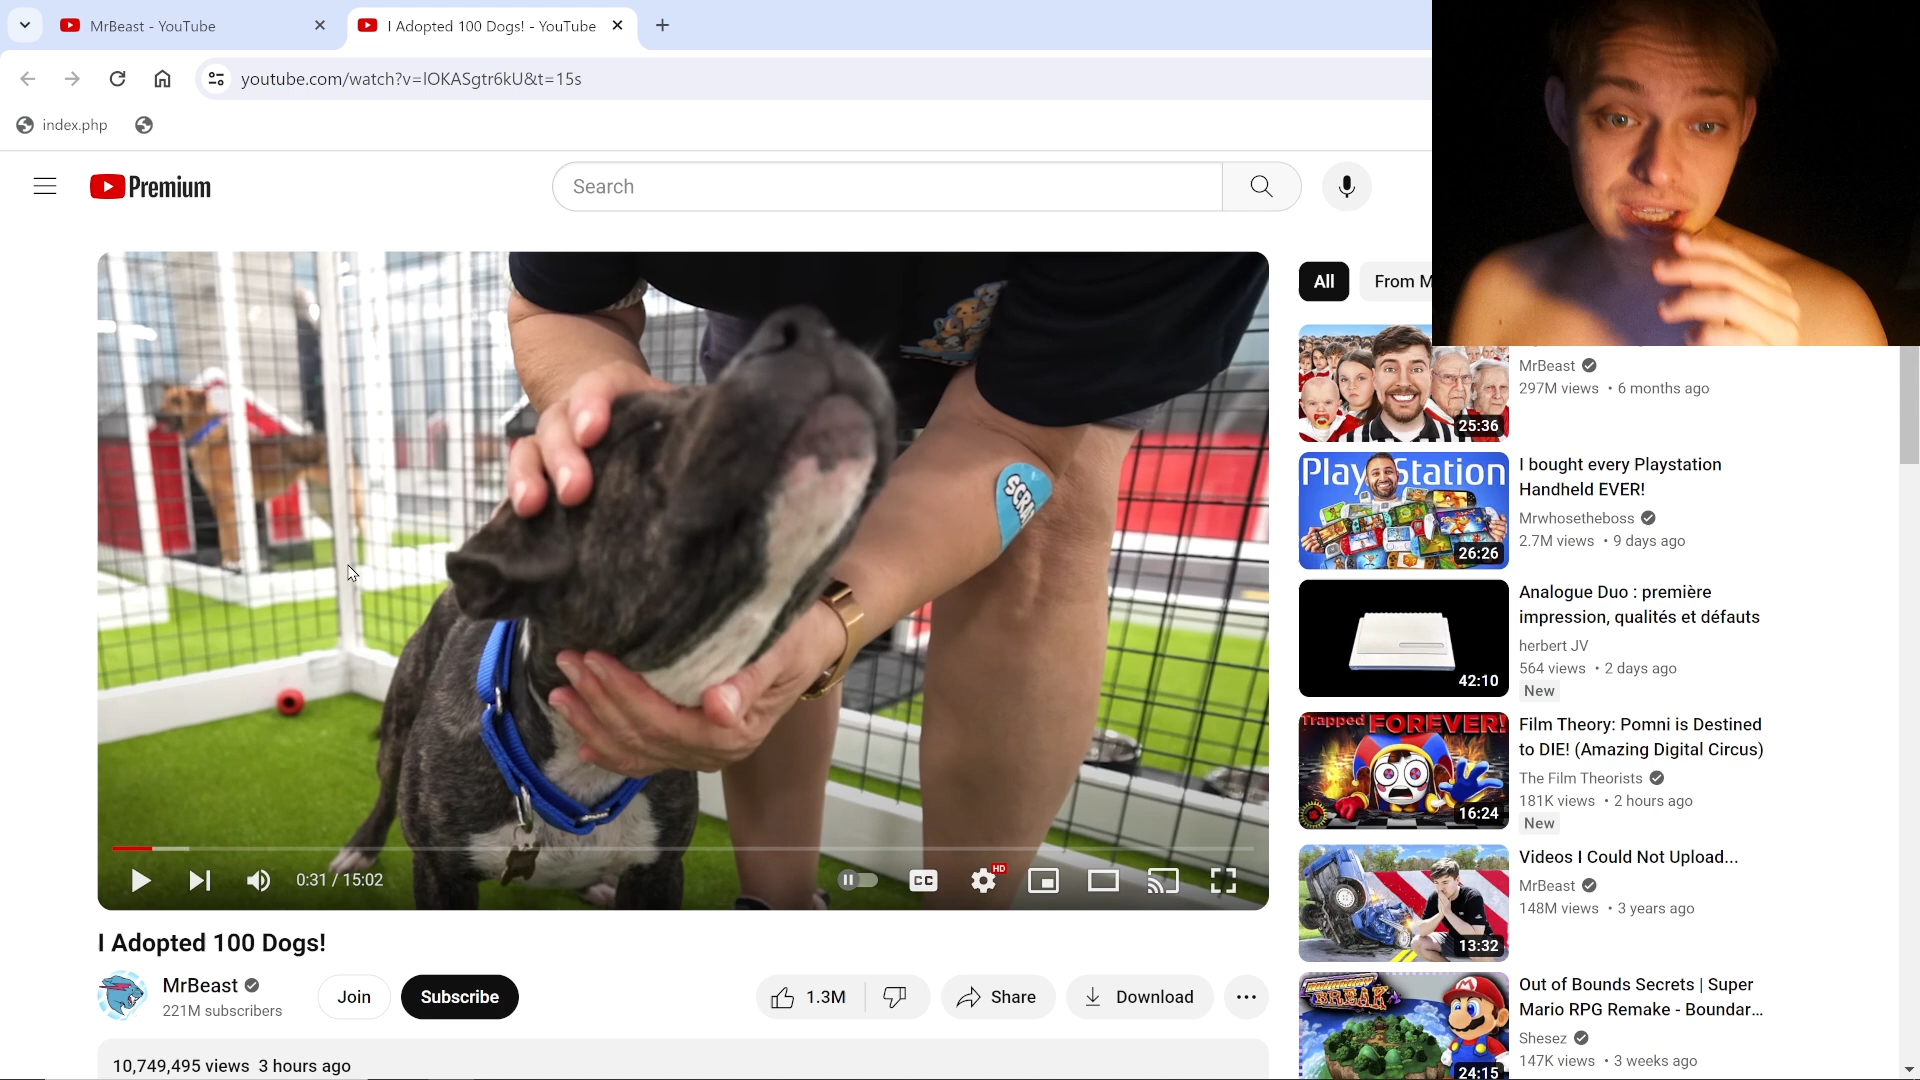 MrBeast - YouTube
I Adopted 100 Dogs! - YouTube
youtube.com/watch?v=lOKASgtr6kU&t=15s
index.php
Premium
Search
All
From M
MrBeast
297M views • 6 months ago
25:36
PlayStation
26:26
I bought every Playstation
Handheld EVER!
Mrwhosetheboss
2.7M views • 9 days ago
42:10
Analogue Duo : première
impression, qualités et défauts
herbert JV
564 views • 2 days ago
New
Trapped FOREVER!
16:24
Film Theory: Pomni is Destined
to DIE! (Amazing Digital Circus)
The Film Theorists
181K views • 2 hours ago
New
13:32
Videos I Could Not Upload...
MrBeast
148M views • 3 years ago
BREAK
24:15
Out of Bounds Secrets | Super
Mario RPG Remake - Boundar...
Shesez
147K views • 3 weeks ago
0:31 / 15:02
CC
HD
I Adopted 100 Dogs!
MrBeast
221M subscribers
Join
Subscribe
1.3M
Share
Download
10,749,495 views 3 hours ago